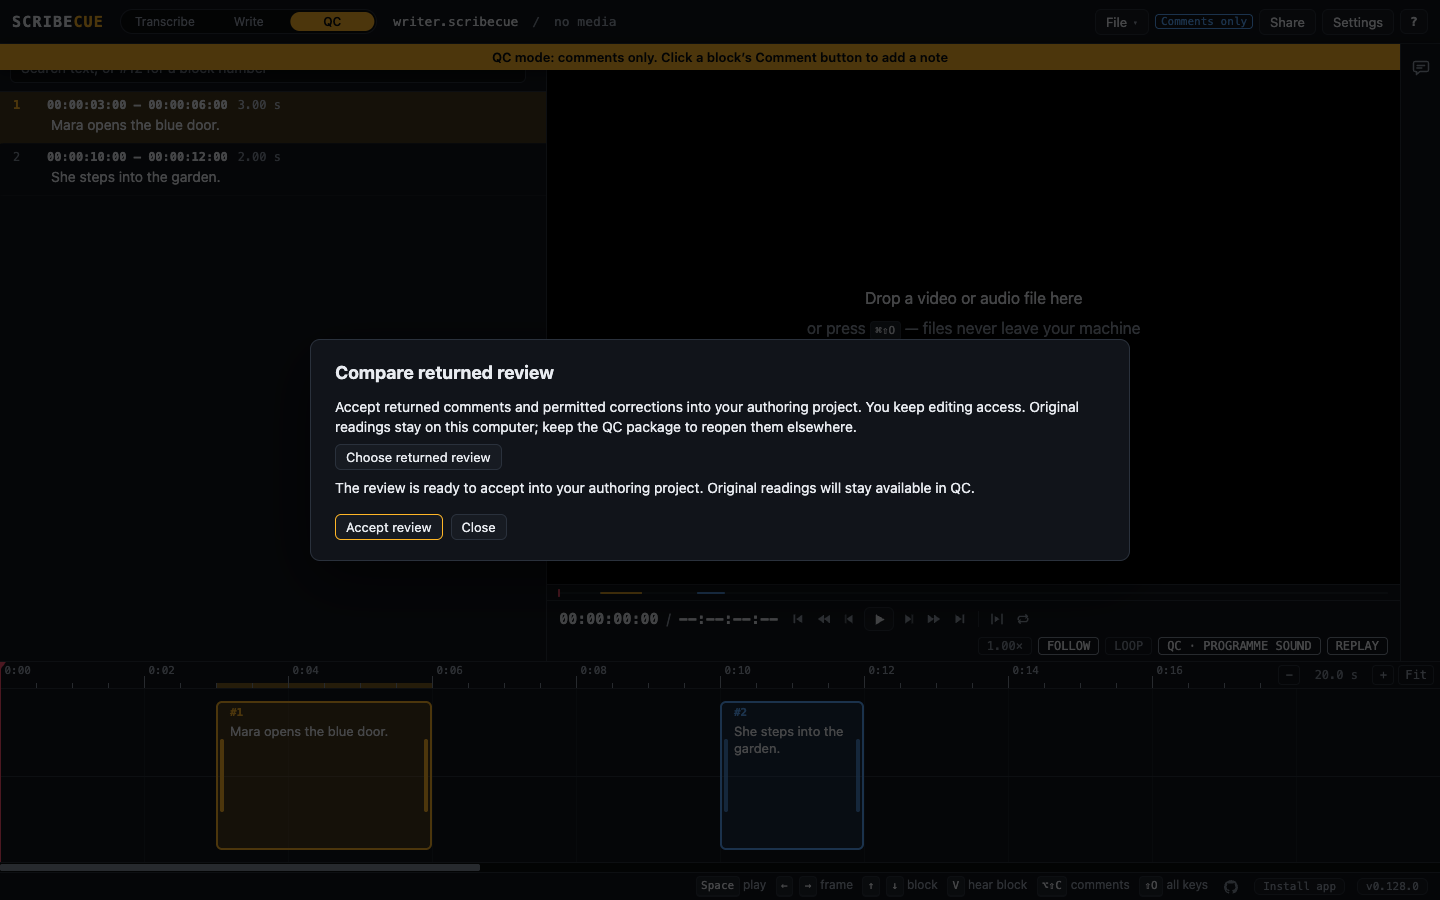 SCRIBECUE Transcribe Write QC writer.scribecue / no media File Comments only Share Settings ?
QC mode: comments only. Click a block's Comment button to add a note
Search text, or #12 for a block number
1 00:00:03:00 — 00:00:06:00 3.00 s
Mara opens the blue door.
2 00:00:10:00 — 00:00:12:00 2.00 s
She steps into the garden.
Drop a video or audio file here
or press ⌘⇧O — files never leave your machine
Compare returned review
Accept returned comments and permitted corrections into your authoring project. You keep editing access. Original
readings stay on this computer; keep the QC package to reopen them elsewhere.
Choose returned review
The review is ready to accept into your authoring project. Original readings will stay available in QC.
Accept review Close
00:00:00:00 / --:--:--:--
1.00× FOLLOW LOOP QC · PROGRAMME SOUND REPLAY
0:00 0:02 0:04 0:06 0:08 0:10 0:12 0:14 0:16 − 20.0 s + Fit
#1
Mara opens the blue door.
#2
She steps into the
garden.
Space play ← → frame ↑ ↓ block V hear block ⌥⇧C comments ⇧O all keys Install app v0.128.0